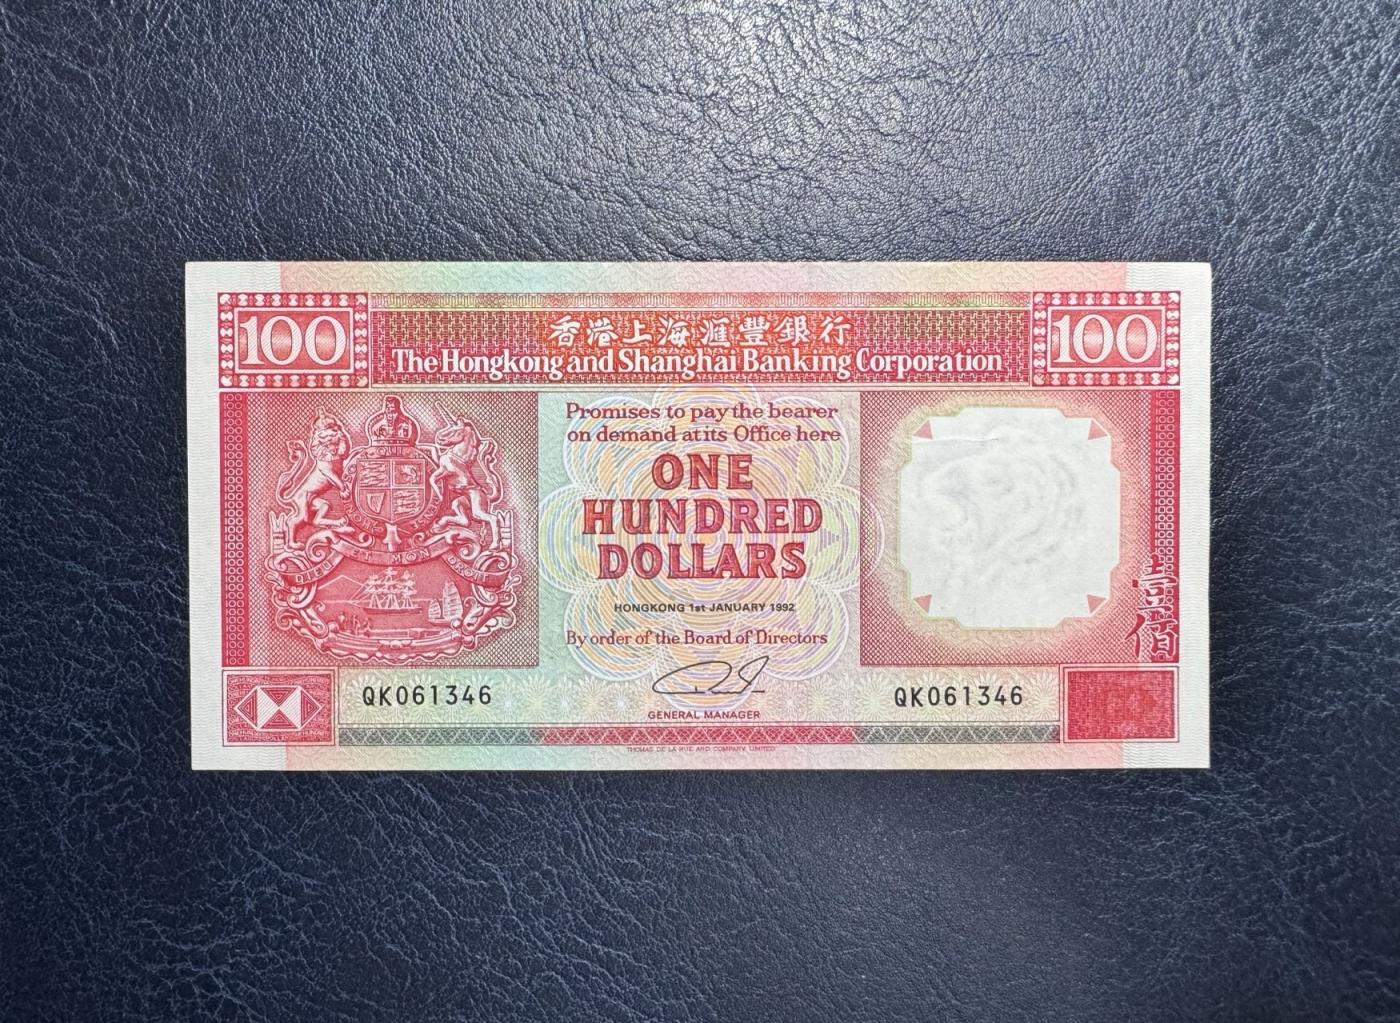 100
香港上海滙豐銀行
100
The Hongkong and Shanghai Banking Corporation
Promises to pay the bearer
on demand at its Office here
ONE
HUNDRED
DOLLARS
DIEU ET MON DROIT
HONGKONG 1st JANUARY 1992
By order of the Board of Directors
QK061346
QK061346
GENERAL MANAGER
THOMAS DE LA RUE AND COMPANY, LIMITED